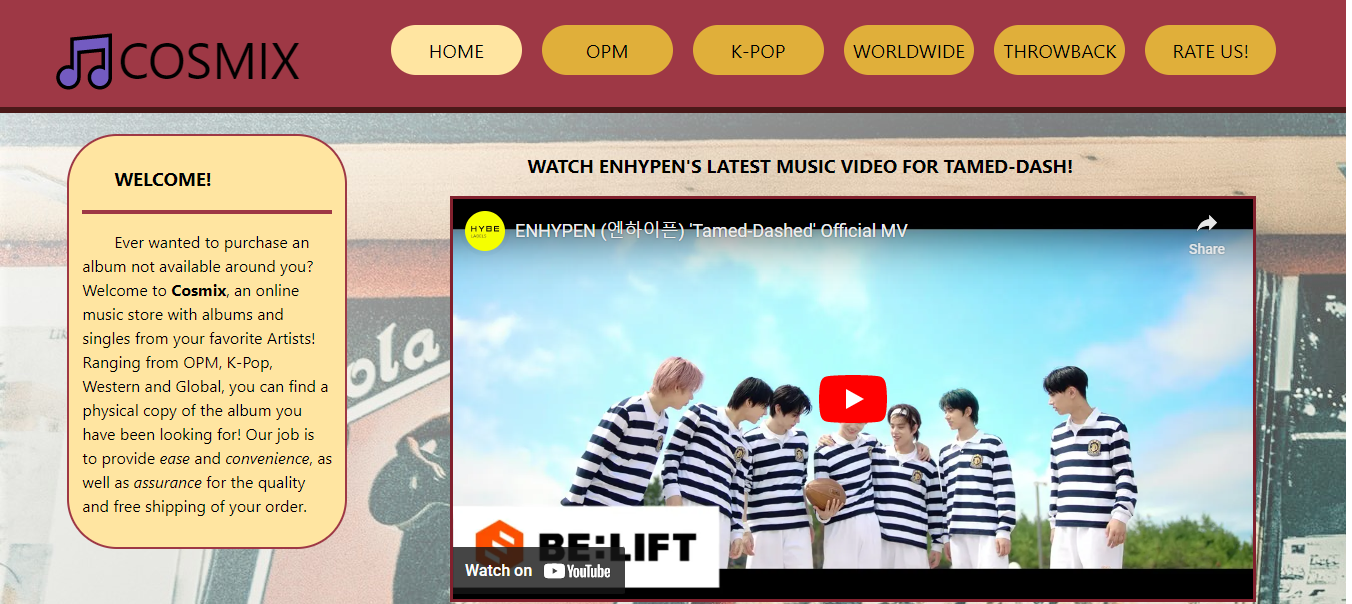 COSMIX
HOME
OPM
K-POP
WORLDWIDE
THROWBACK
RATE US!
WELCOME!
Ever wanted to purchase an
album not available around you?
Welcome to Cosmix, an online
music store with albums and
singles from your favorite Artists!
Ranging from OPM, K-Pop,
Western and Global, you can find a
physical copy of the album you
have been looking for! Our job is
to provide ease and convenience, as
well as assurance for the quality
and free shipping of your order.
WATCH ENHYPEN'S LATEST MUSIC VIDEO FOR TAMED-DASH!
HYBE
LABELS
ENHYPEN (엔하이픈) 'Tamed-Dashed' Official MV
Share
BE:LIFT
Watch on YouTube
ola